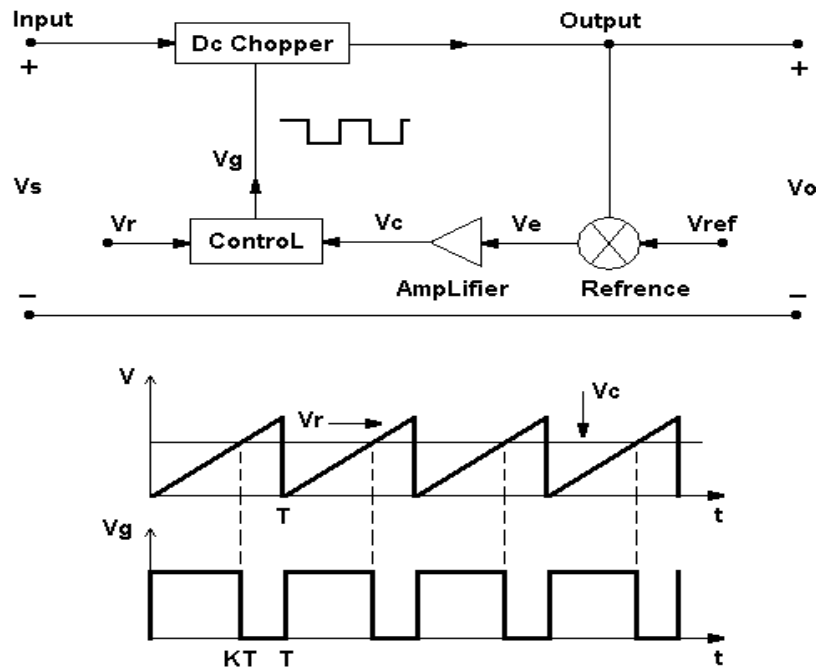 Input
Output
Dc Chopper
+
+
Vg
Vs
Vo
Vr
ControL
Vc
Ve
Vref
AmpLifier
Refrence
−
−
V
Vr
Vc
T
t
Vg
KT
T
t